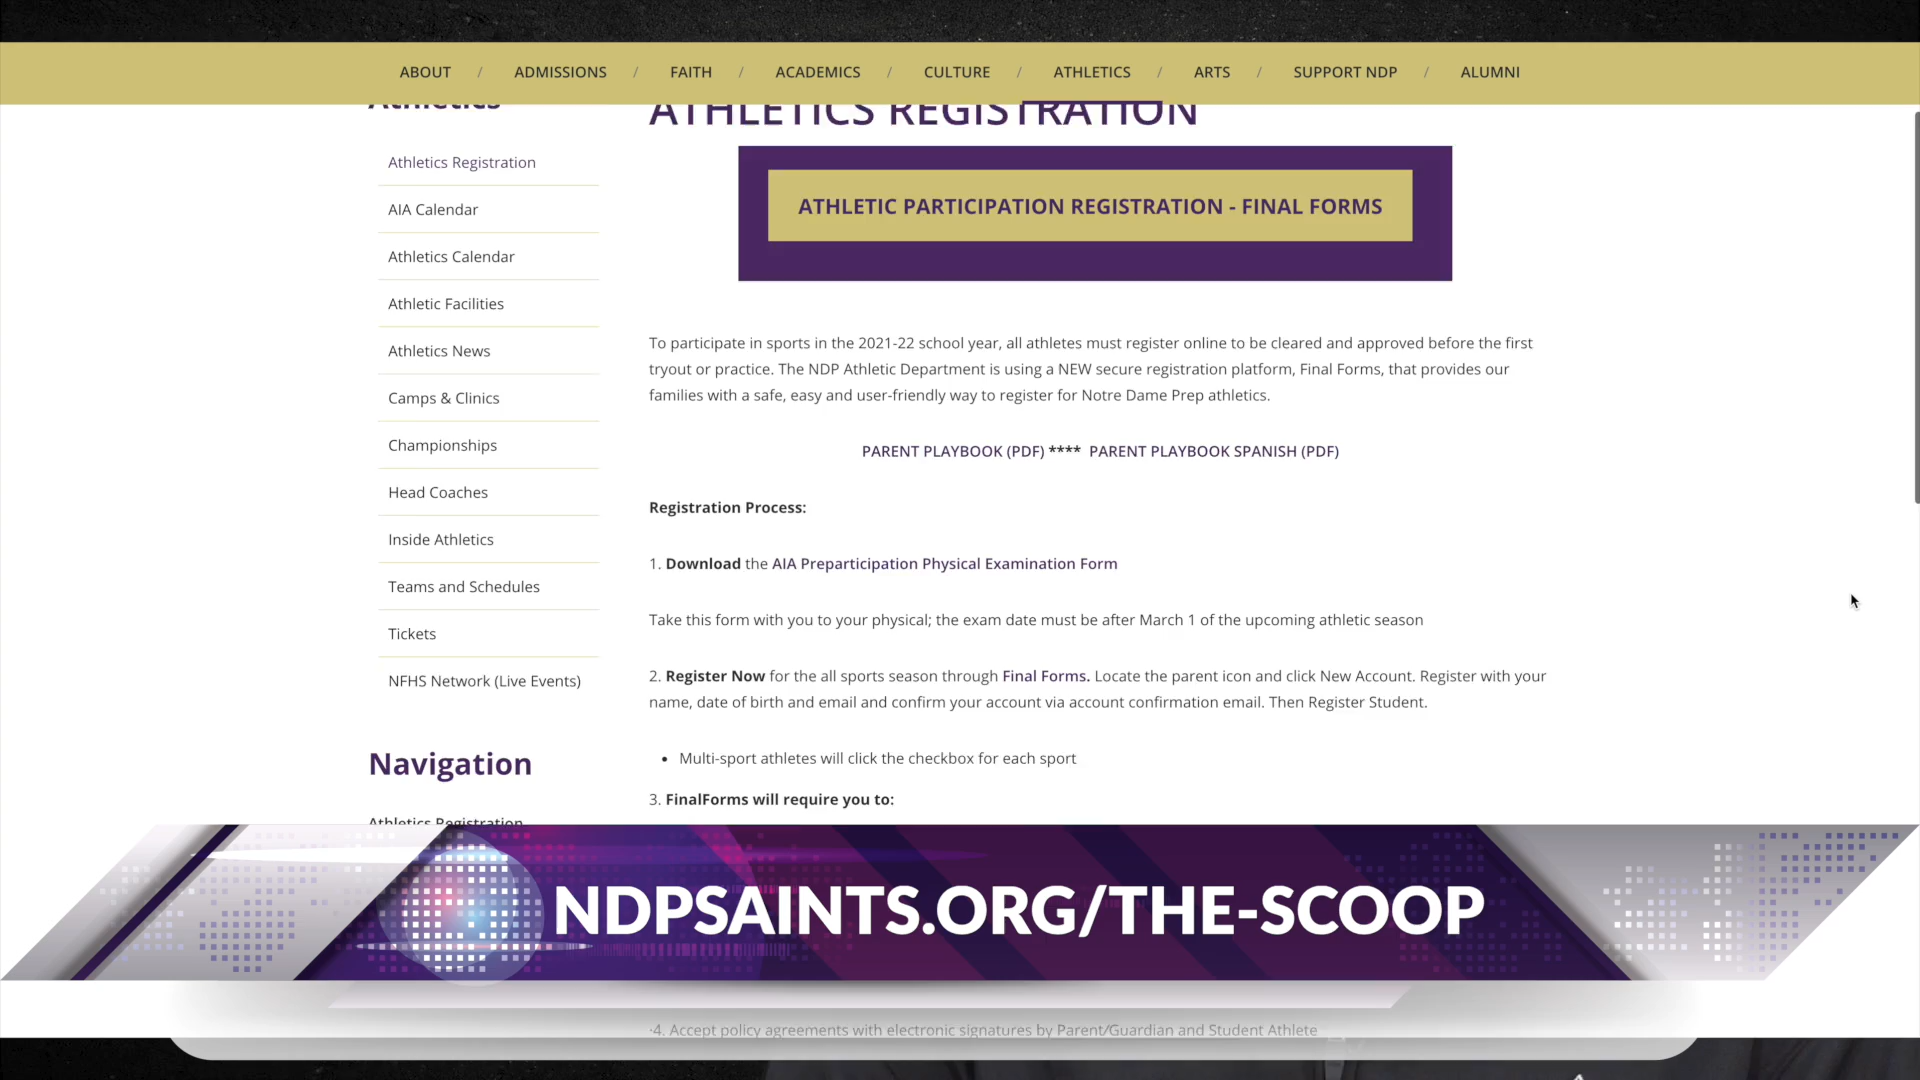 ABOUT / ADMISSIONS / FAITH / ACADEMICS / CULTURE / ATHLETICS / ARTS / SUPPORT NDP / ALUMNI
Athletics
Athletics Registration
AIA Calendar
Athletics Calendar
Athletic Facilities
Athletics News
Camps & Clinics
Championships
Head Coaches
Inside Athletics
Teams and Schedules
Tickets
NFHS Network (Live Events)
Navigation
Athletics Registration
ATHLETICS REGISTRATION
ATHLETIC PARTICIPATION REGISTRATION - FINAL FORMS
To participate in sports in the 2021-22 school year, all athletes must register online to be cleared and approved before the first
tryout or practice. The NDP Athletic Department is using a NEW secure registration platform, Final Forms, that provides our
families with a safe, easy and user-friendly way to register for Notre Dame Prep athletics.
PARENT PLAYBOOK (PDF) **** PARENT PLAYBOOK SPANISH (PDF)
Registration Process:
1. Download the AIA Preparticipation Physical Examination Form
Take this form with you to your physical; the exam date must be after March 1 of the upcoming athletic season
2. Register Now for the all sports season through Final Forms. Locate the parent icon and click New Account. Register with your
name, date of birth and email and confirm your account via account confirmation email. Then Register Student.
• Multi-sport athletes will click the checkbox for each sport
3. FinalForms will require you to:
NDPSAINTS.ORG/THE-SCOOP
·4. Accept policy agreements with electronic signatures by Parent/Guardian and Student Athlete